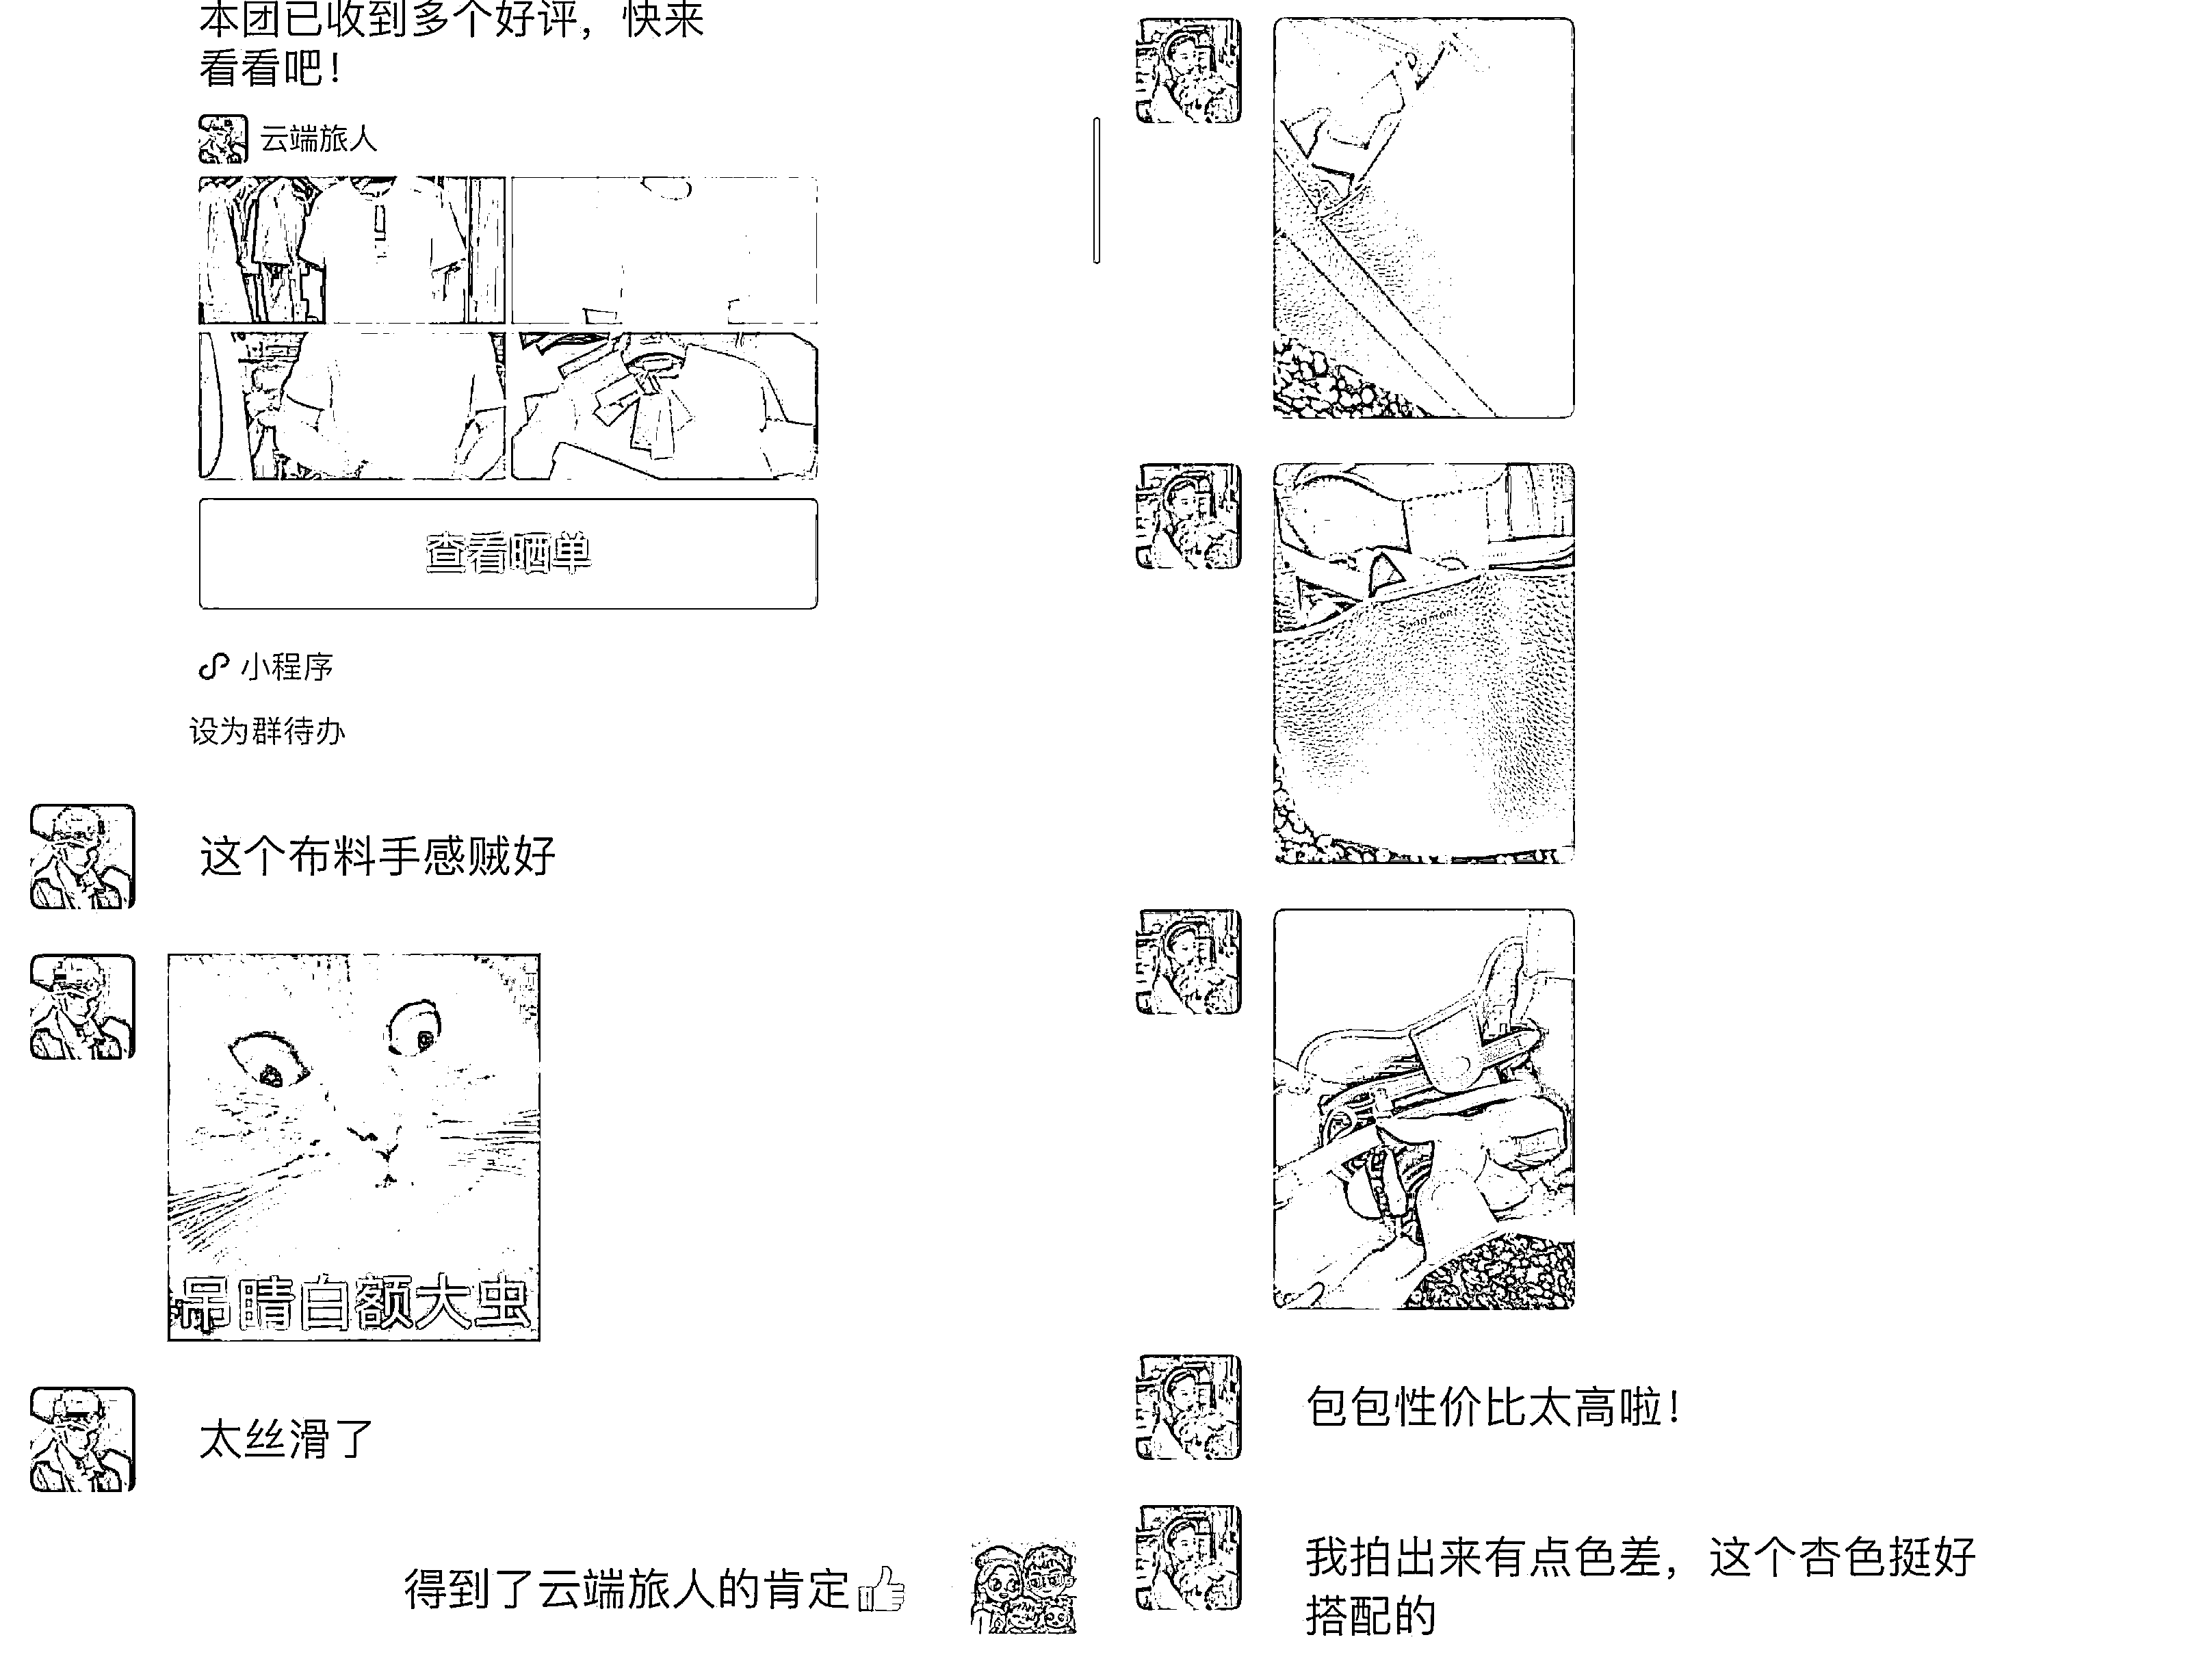 本团已收到多个好评，快来
看看吧！
云端旅人
查看晒单
小程序
设为群待办
这个布料手感贼好
吊睛白额大虫
太丝滑了
得到了云端旅人的肯定👍
Songmont
包包性价比太高啦！
我拍出来有点色差，这个杏色挺好
搭配的